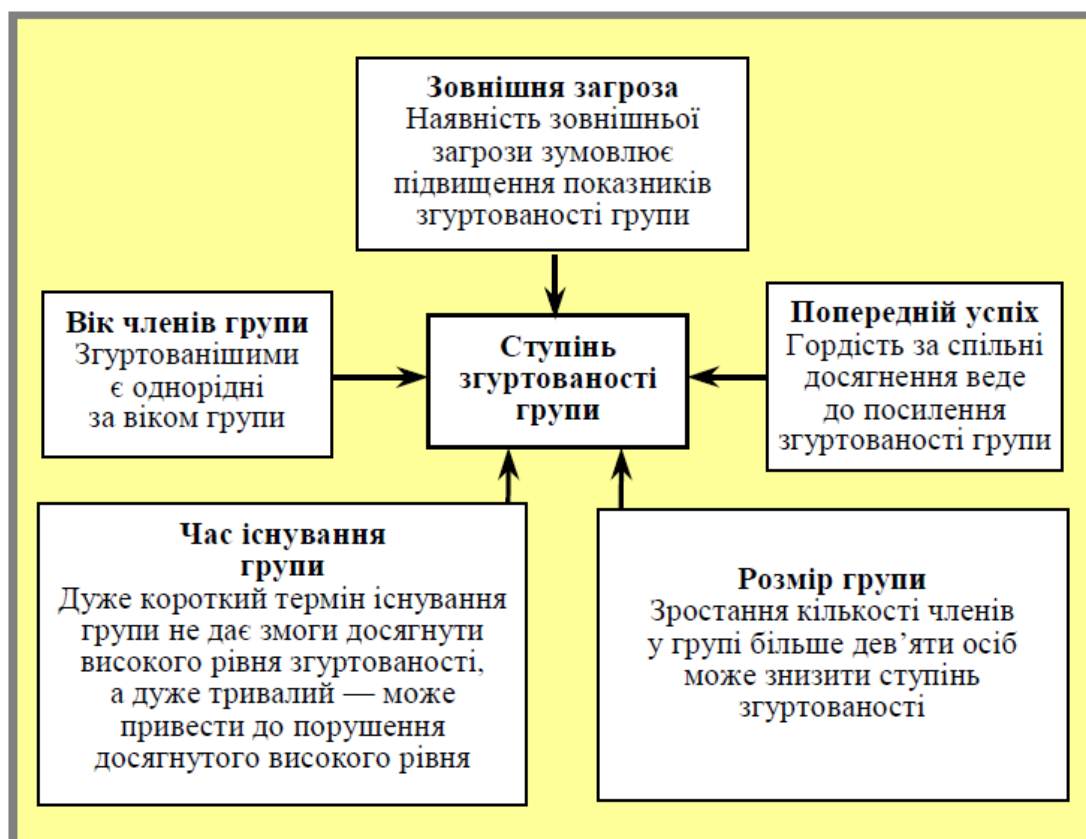 Зовнішня загроза
Наявність зовнішньої
загрози зумовлює
підвищення показників
згуртованості групи
Вік членів групи
Згуртованішими
є однорідні
за віком групи
Ступінь
згуртованості
групи
Попередній успіх
Гордість за спільні
досягнення веде
до посилення
згуртованості групи
Час існування
групи
Дуже короткий термін існування
групи не дає змоги досягнути
високого рівня згуртованості,
а дуже тривалий — може
привести до порушення
досягнутого високого рівня
Розмір групи
Зростання кількості членів
у групі більше дев’яти осіб
може знизити ступінь
згуртованості